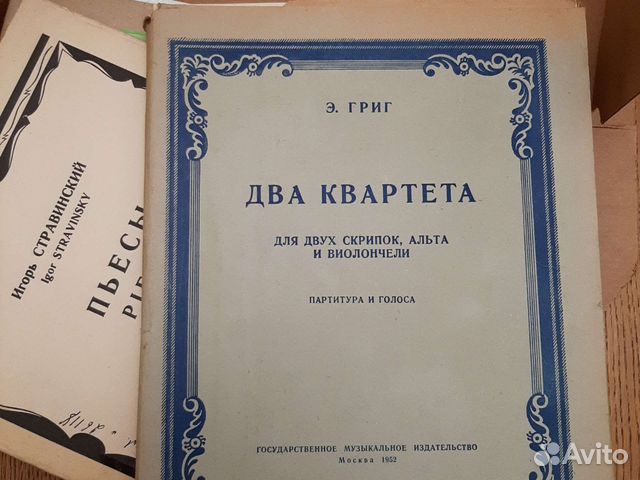 Э. ГРИГ
ДВА КВАРТЕТА
ДЛЯ ДВУХ СКРИПОК, АЛЬТА
И ВИОЛОНЧЕЛИ
ПАРТИТУРА И ГОЛОСА
ГОСУДАРСТВЕННОЕ МУЗЫКАЛЬНОЕ ИЗДАТЕЛЬСТВО
Москва 1952
Игорь СТРАВИНСКИЙ
Igor STRAVINSKY
ПЬЕСЫ
Avito